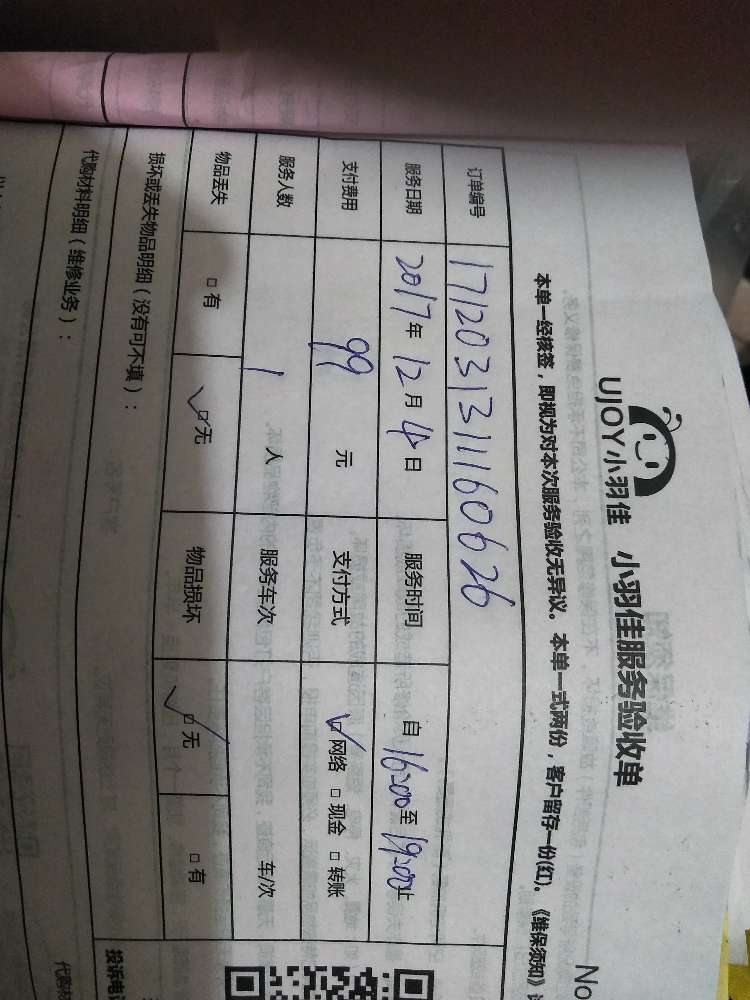 UJOY小羽佳 小羽佳服务验收单
No
本单一经核签，即视为对本次服务验收无异议。本单一式两份，客户留存一份(红)。《维保须知》
订单编号 171203131160626
服务日期 2017年12月4日 服务时间 自16:00至19:00止
支付费用 99元 支付方式 ☑网络 □现金 □转账
服务人数 1人 服务车次 车/次
物品丢失 □有 ☑无 物品损坏 ☑无 □有
损坏或丢失物品明细（没有可不填）：
投诉电
代购材料明细（维修业务）：
代购材